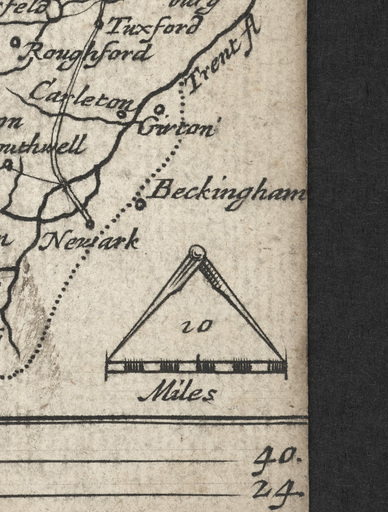 Tuxford
Roughford
Trent fl
Carleton
Girton
Beckingham
Newark
10
Miles
40.
24.